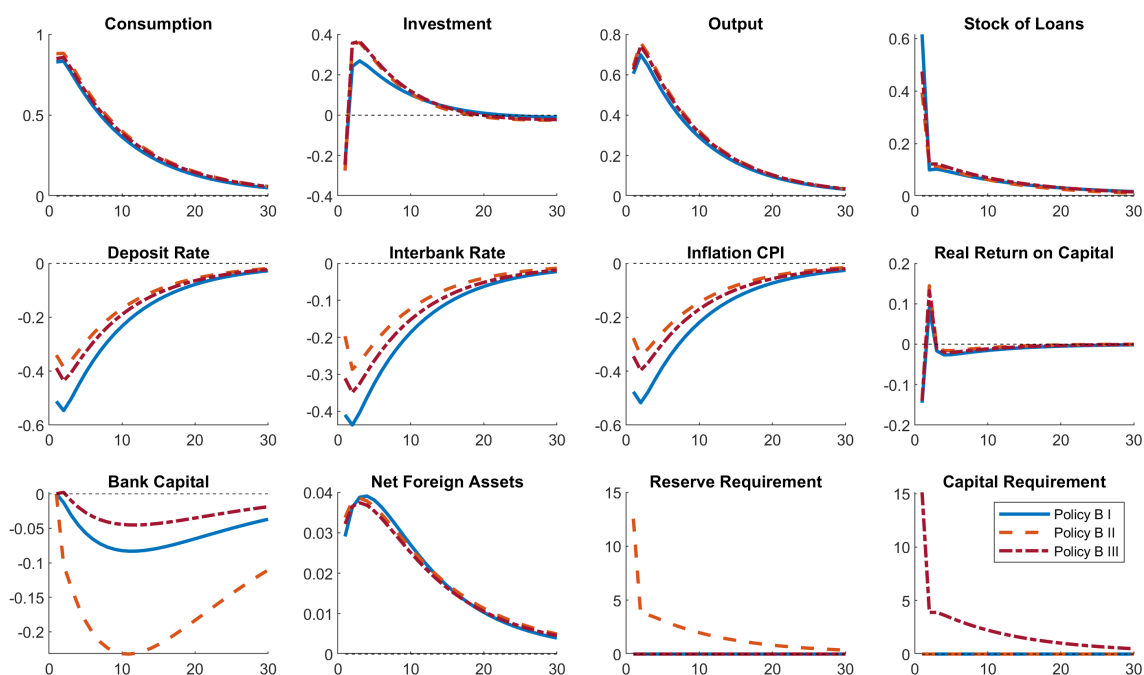 Consumption
Investment
Output
Stock of Loans
1
0.5
0
0 10 20 30
0.4
0.2
0
-0.2
-0.4
0 10 20 30
0.8
0.6
0.4
0.2
0
0 10 20 30
0.6
0.4
0.2
0
0 10 20 30
Deposit Rate
Interbank Rate
Inflation CPI
Real Return on Capital
0
-0.2
-0.4
-0.6
0 10 20 30
0
-0.1
-0.2
-0.3
-0.4
0 10 20 30
0
-0.2
-0.4
-0.6
0 10 20 30
0.2
0.1
0
-0.1
-0.2
0 10 20 30
Bank Capital
Net Foreign Assets
Reserve Requirement
Capital Requirement
0
-0.05
-0.1
-0.15
-0.2
0 10 20 30
0.04
0.03
0.02
0.01
0
0 10 20 30
15
10
5
0
0 10 20 30
15
10
5
0
0 10 20 30
Policy B I
Policy B II
Policy B III